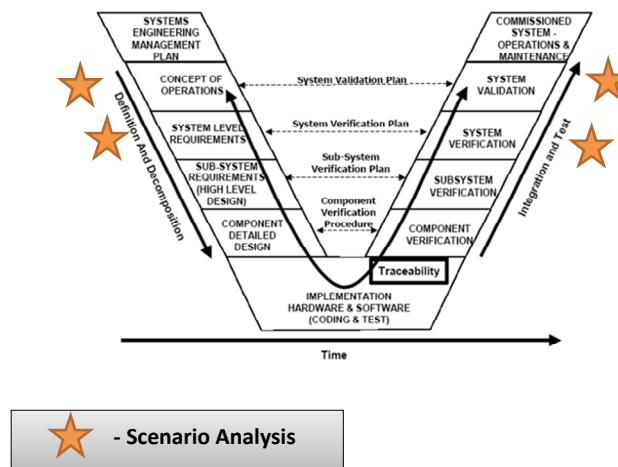 SYSTEMS
ENGINEERING
MANAGEMENT
PLAN
COMMISSIONED
SYSTEM -
OPERATIONS &
MAINTENANCE
CONCEPT OF
OPERATIONS
System Validation Plan
SYSTEM
VALIDATION
SYSTEM LEVEL
REQUIREMENTS
System Verification Plan
SYSTEM
VERIFICATION
SUB-SYSTEM
REQUIREMENTS
(HIGH LEVEL
DESIGN)
Sub-System
Verification Plan
SUBSYSTEM
VERIFICATION
COMPONENT
DETAILED
DESIGN
Component
Verification
Procedure
COMPONENT
VERIFICATION
Definition And Decomposition
Integration and Test
Traceability
IMPLEMENTATION
HARDWARE & SOFTWARE
(CODING & TEST)
Time
- Scenario Analysis